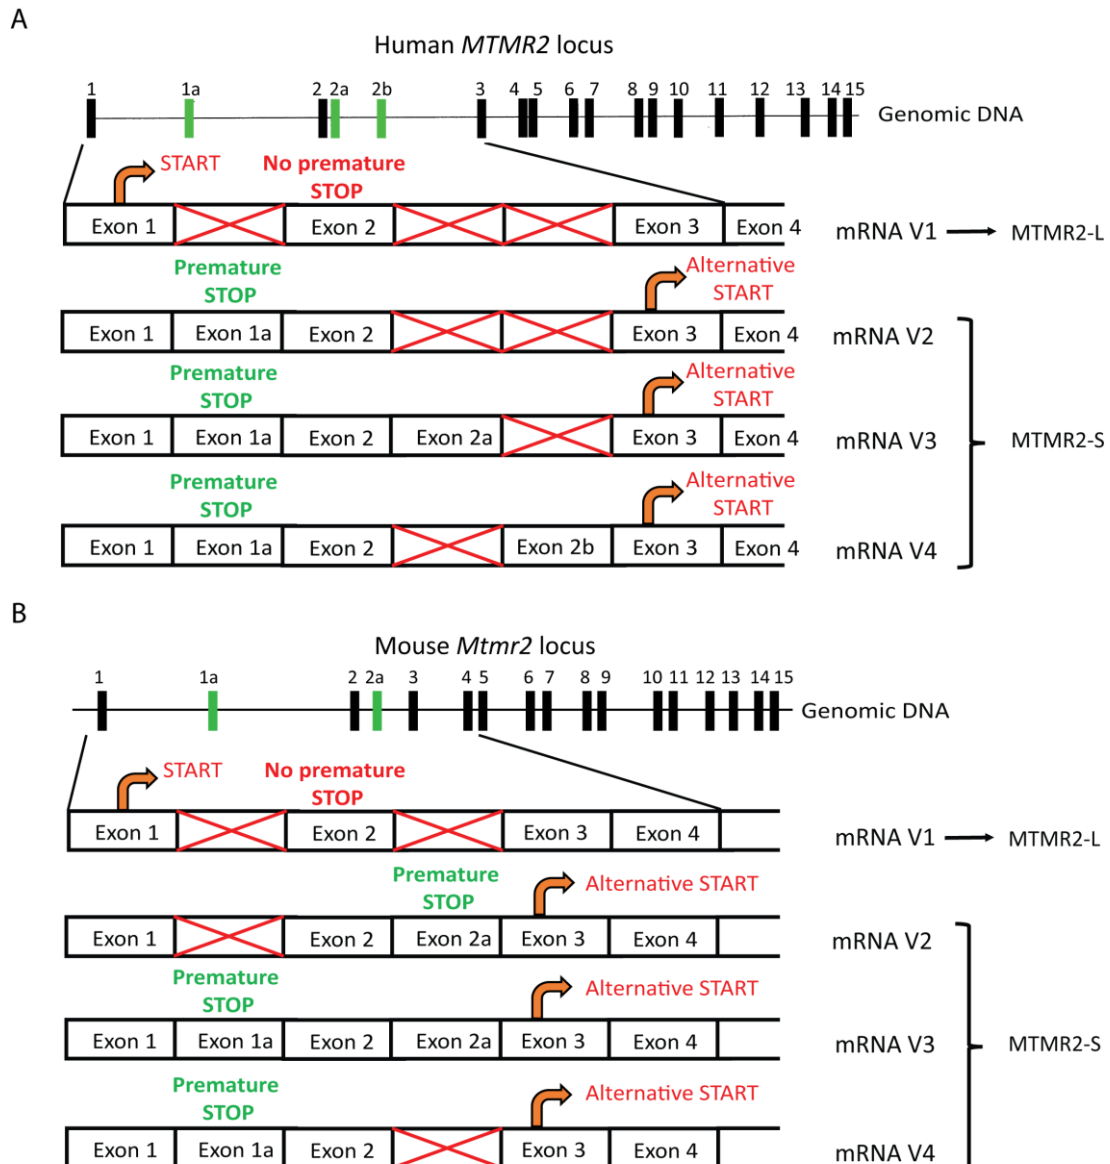 A
Human MTMR2 locus
1 1a 2 2a 2b 3 4 5 6 7 8 9 10 11 12 13 14 15
Genomic DNA
START
No premature
STOP
Exon 1 Exon 2 Exon 3 Exon 4 mRNA V1 MTMR2-L
Premature
STOP
Alternative
START
Exon 1 Exon 1a Exon 2 Exon 3 Exon 4 mRNA V2
Premature
STOP
Alternative
START
Exon 1 Exon 1a Exon 2 Exon 2a Exon 3 Exon 4 mRNA V3 MTMR2-S
Premature
STOP
Alternative
START
Exon 1 Exon 1a Exon 2 Exon 2b Exon 3 Exon 4 mRNA V4
B
Mouse Mtmr2 locus
1 1a 2 2a 3 4 5 6 7 8 9 10 11 12 13 14 15
Genomic DNA
START
No premature
STOP
Exon 1 Exon 2 Exon 3 Exon 4 mRNA V1 MTMR2-L
Premature
STOP
Alternative START
Exon 1 Exon 2 Exon 2a Exon 3 Exon 4 mRNA V2
Premature
STOP
Alternative START
Exon 1 Exon 1a Exon 2 Exon 2a Exon 3 Exon 4 mRNA V3 MTMR2-S
Premature
STOP
Alternative START
Exon 1 Exon 1a Exon 2 Exon 3 Exon 4 mRNA V4